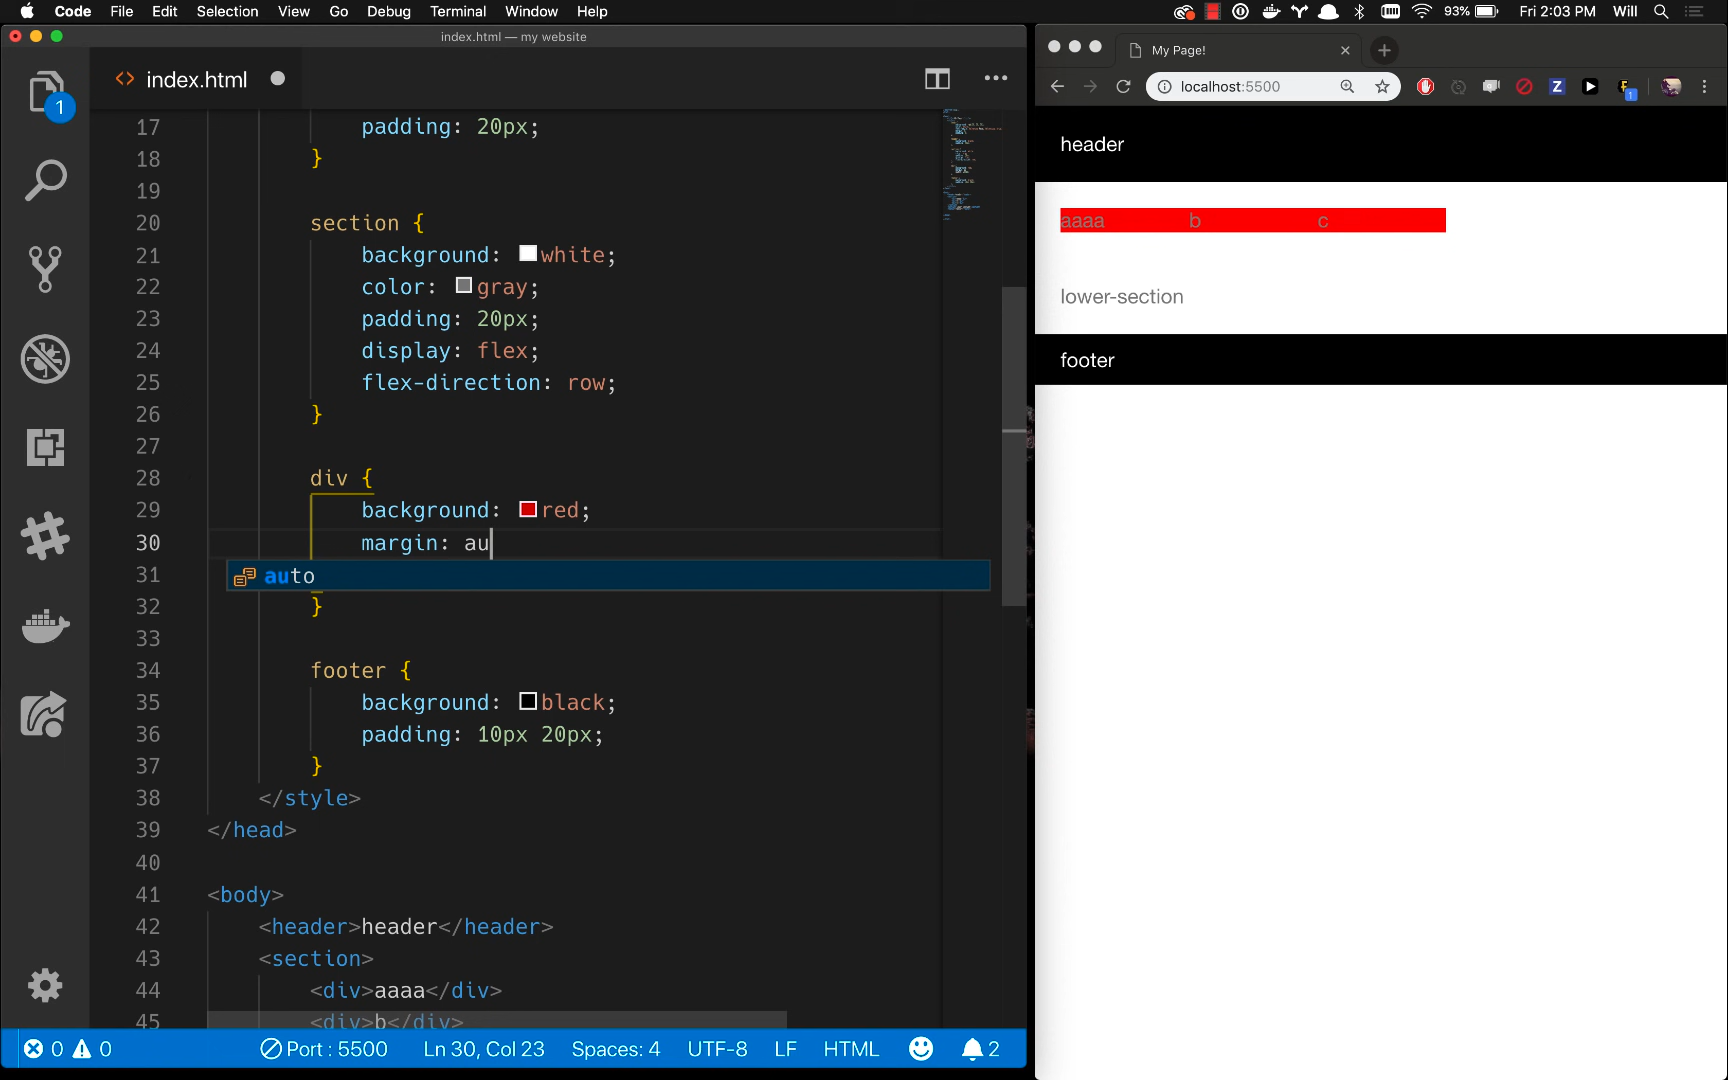 Code File Edit Selection View Go Debug Terminal Window Help
93% Fri 2:03 PM Will
index.html — my website
<> index.html
17 padding: 20px;
18 }
19
20 section {
21 background: white;
22 color: gray;
23 padding: 20px;
24 display: flex;
25 flex-direction: row;
26 }
27
28 div {
29 background: red;
30 margin: au
31 auto
32 }
33
34 footer {
35 background: black;
36 padding: 10px 20px;
37 }
38 </style>
39 </head>
40
41 <body>
42 <header>header</header>
43 <section>
44 <div>aaaa</div>
45 <div>b</div>
1
0 0 Port : 5500 Ln 30, Col 23 Spaces: 4 UTF-8 LF HTML 2
My Page!
localhost:5500
Z
1
header
aaaa b c
lower-section
footer